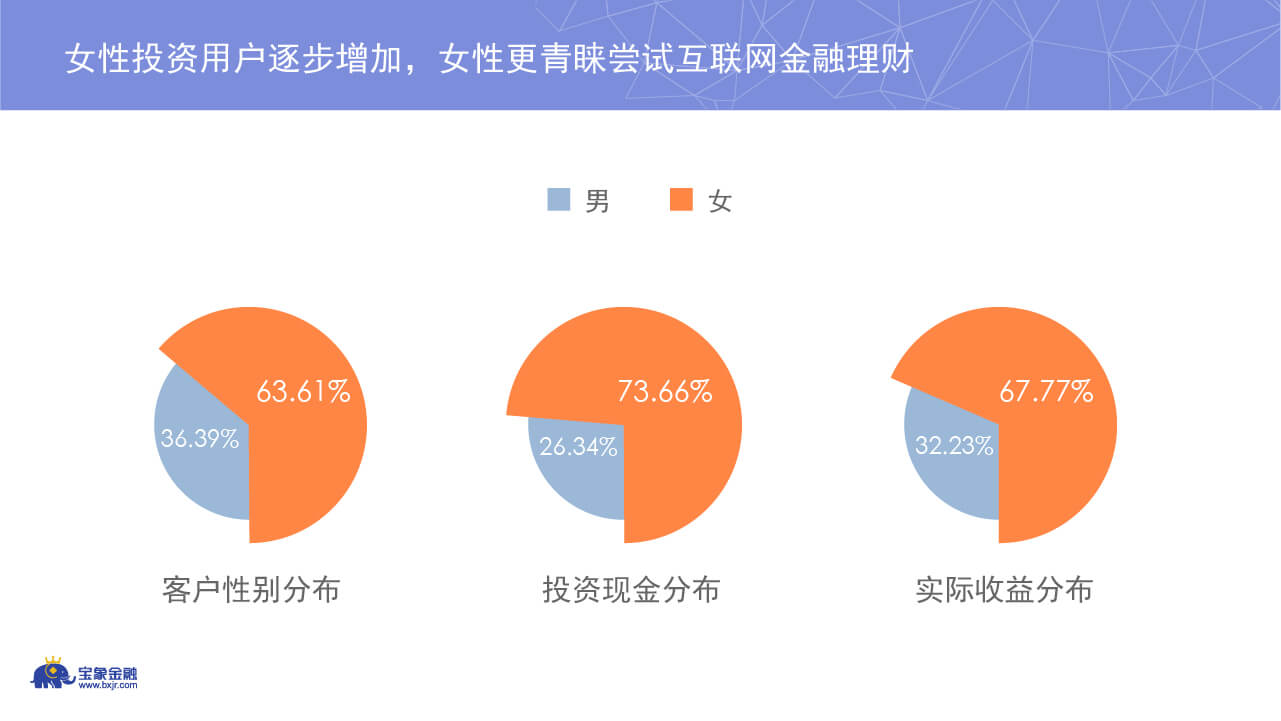 女性投资用户逐步增加，女性更青睐尝试互联网金融理财
男 女
63.61%
36.39%
73.66%
26.34%
67.77%
32.23%
客户性别分布
投资现金分布
实际收益分布
宝象金融
www.bxjr.com